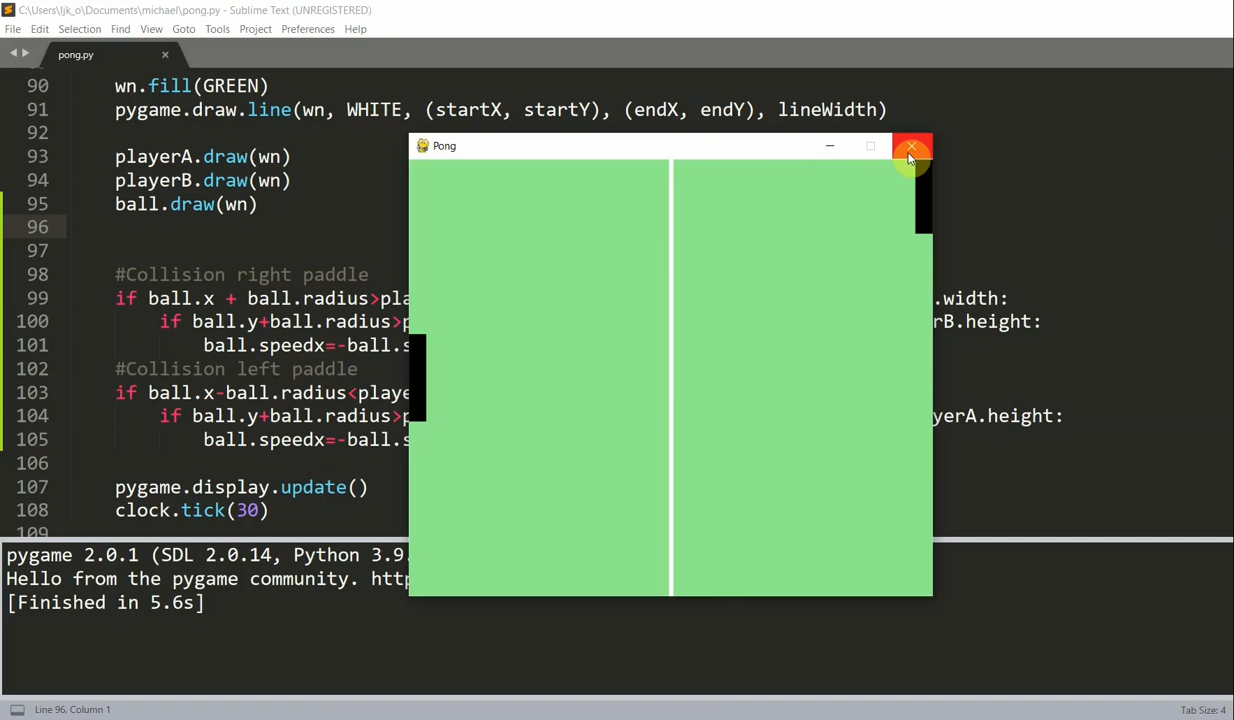 C:\Users\ljk_o\Documents\michael\pong.py - Sublime Text (UNREGISTERED)
File Edit Selection Find View Goto Tools Project Preferences Help
pong.py
90 wn.fill(GREEN)
91 pygame.draw.line(wn, WHITE, (startX, startY), (endX, endY), lineWidth)
92
93 playerA.draw(wn)
94 playerB.draw(wn)
95 ball.draw(wn)
96
97
98 #Collision right paddle
99 if ball.x + ball.radius>pla .width:
100 if ball.y+ball.radius>p rB.height:
101 ball.speedx=-ball.s
102 #Collision left paddle
103 if ball.x-ball.radius<playe
104 if ball.y+ball.radius>p yerA.height:
105 ball.speedx=-ball.s
106
107 pygame.display.update()
108 clock.tick(30)
109
Pong
pygame 2.0.1 (SDL 2.0.14, Python 3.9.
Hello from the pygame community. http
[Finished in 5.6s]
Line 96, Column 1
Tab Size: 4